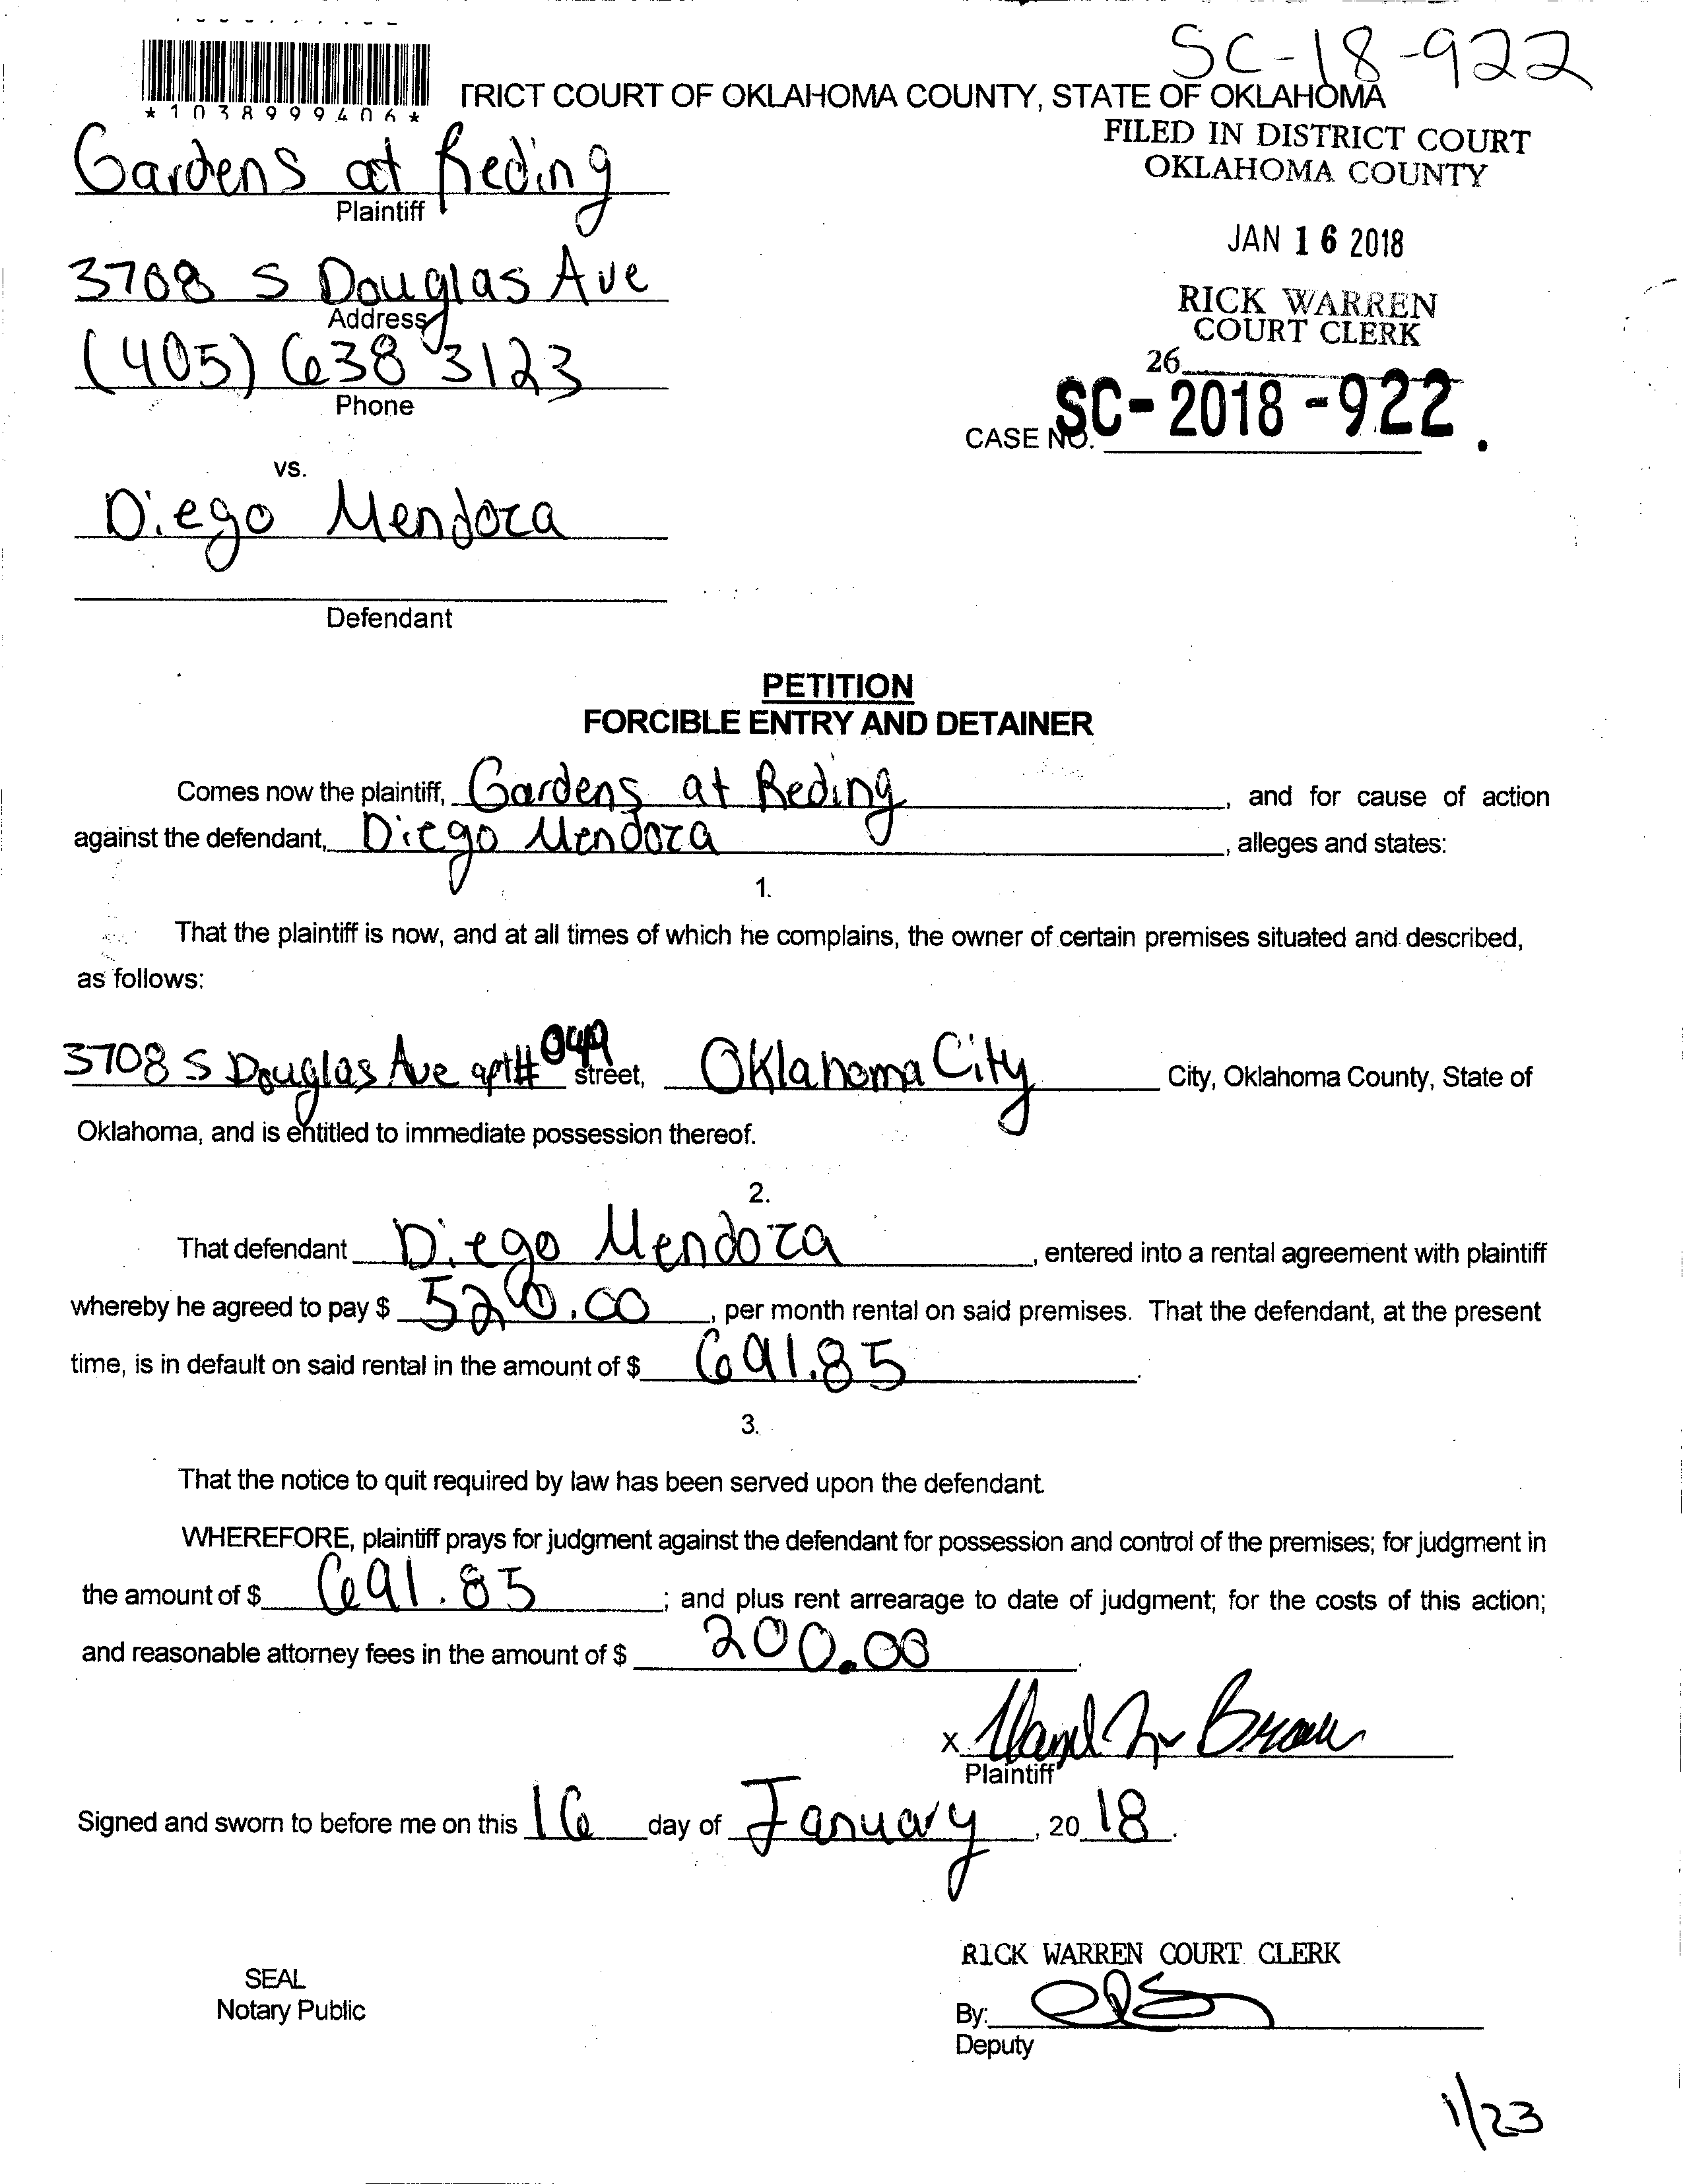 SC-18-922
*1038999406*
TRICT COURT OF OKLAHOMA COUNTY, STATE OF OKLAHOMA
FILED IN DISTRICT COURT
OKLAHOMA COUNTY
Gardens at Reding
Plaintiff
JAN 16 2018
3708 S Douglas Ave
Address
RICK WARREN
COURT CLERK
(405) 638 3123
Phone
26
CASE NO. SC-2018-922.
vs.
Diego Mendoza
Defendant
PETITION
FORCIBLE ENTRY AND DETAINER
Comes now the plaintiff, Gardens at Reding, and for cause of action
against the defendant, Diego Mendoza, alleges and states:
1.
That the plaintiff is now, and at all times of which he complains, the owner of certain premises situated and described,
as follows:
3708 S Douglas Ave apt# 049 street, Oklahoma City City, Oklahoma County, State of
Oklahoma, and is entitled to immediate possession thereof.
2.
That defendant Diego Mendoza, entered into a rental agreement with plaintiff
whereby he agreed to pay $, per month rental on said premises. That the defendant, at the present
time, is in default on said rental in the amount of $ 691.85.
3.
That the notice to quit required by law has been served upon the defendant.
WHEREFORE, plaintiff prays for judgment against the defendant for possession and control of the premises; for judgment in
the amount of $ 691.85; and plus rent arrearage to date of judgment; for the costs of this action;
and reasonable attorney fees in the amount of $ 200.00.
x Brown
Plaintiff
Signed and sworn to before me on this 16 day of January, 2018.
RICK WARREN COURT CLERK
SEAL
Notary Public
By:
Deputy
1/23